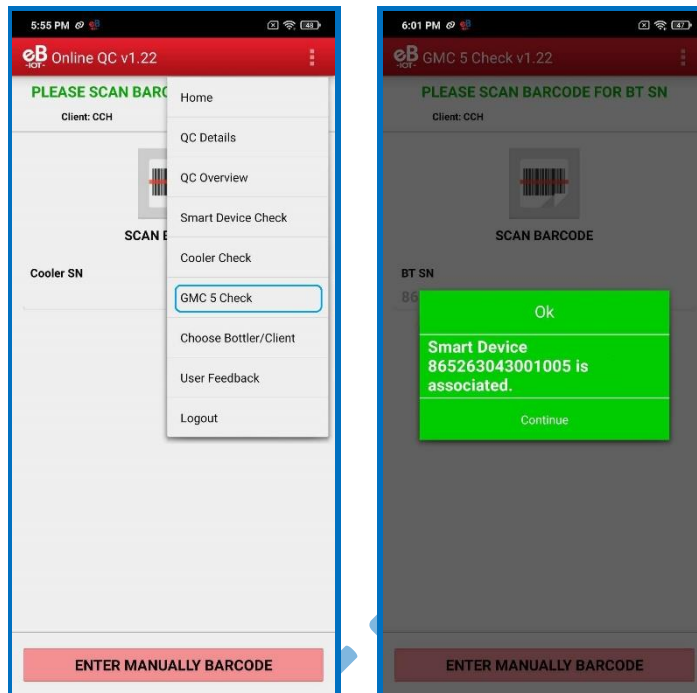 5:55 PM
48
eB
-IOT-
Online QC v1.22
PLEASE SCAN BARC
Client: CCH
SCAN B
Cooler SN
Home
QC Details
QC Overview
Smart Device Check
Cooler Check
GMC 5 Check
Choose Bottler/Client
User Feedback
Logout
ENTER MANUALLY BARCODE
6:01 PM
47
eB
-IOT-
GMC 5 Check v1.22
PLEASE SCAN BARCODE FOR BT SN
Client: CCH
SCAN BARCODE
BT SN
86
Ok
Smart Device
865263043001005 is
associated.
Continue
ENTER MANUALLY BARCODE